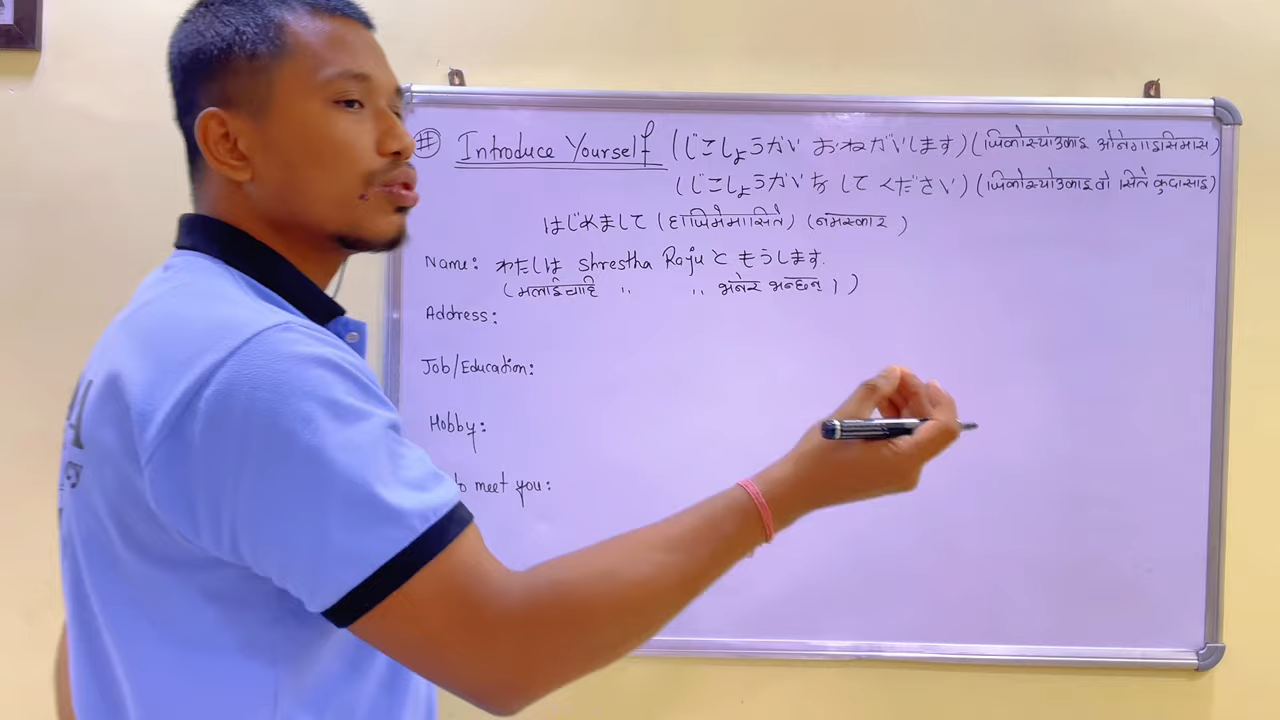 # Introduce Yourself (じこしょうかい おねがいします) (जिकोस्योउकाइ ओनेगाइसिमास)
(じこしょうかいを してください) (जिकोस्योउकाइ वो सिते कुदासाइ)
はじめまして (हाजिमेमासिते) (नमस्कार)
Name: わたしは Shrestha Raju と もうします.
(मलाईचाहि " " भनेर भन्छन् ।)
Address:
Job/Education:
Hobby:
to meet you: